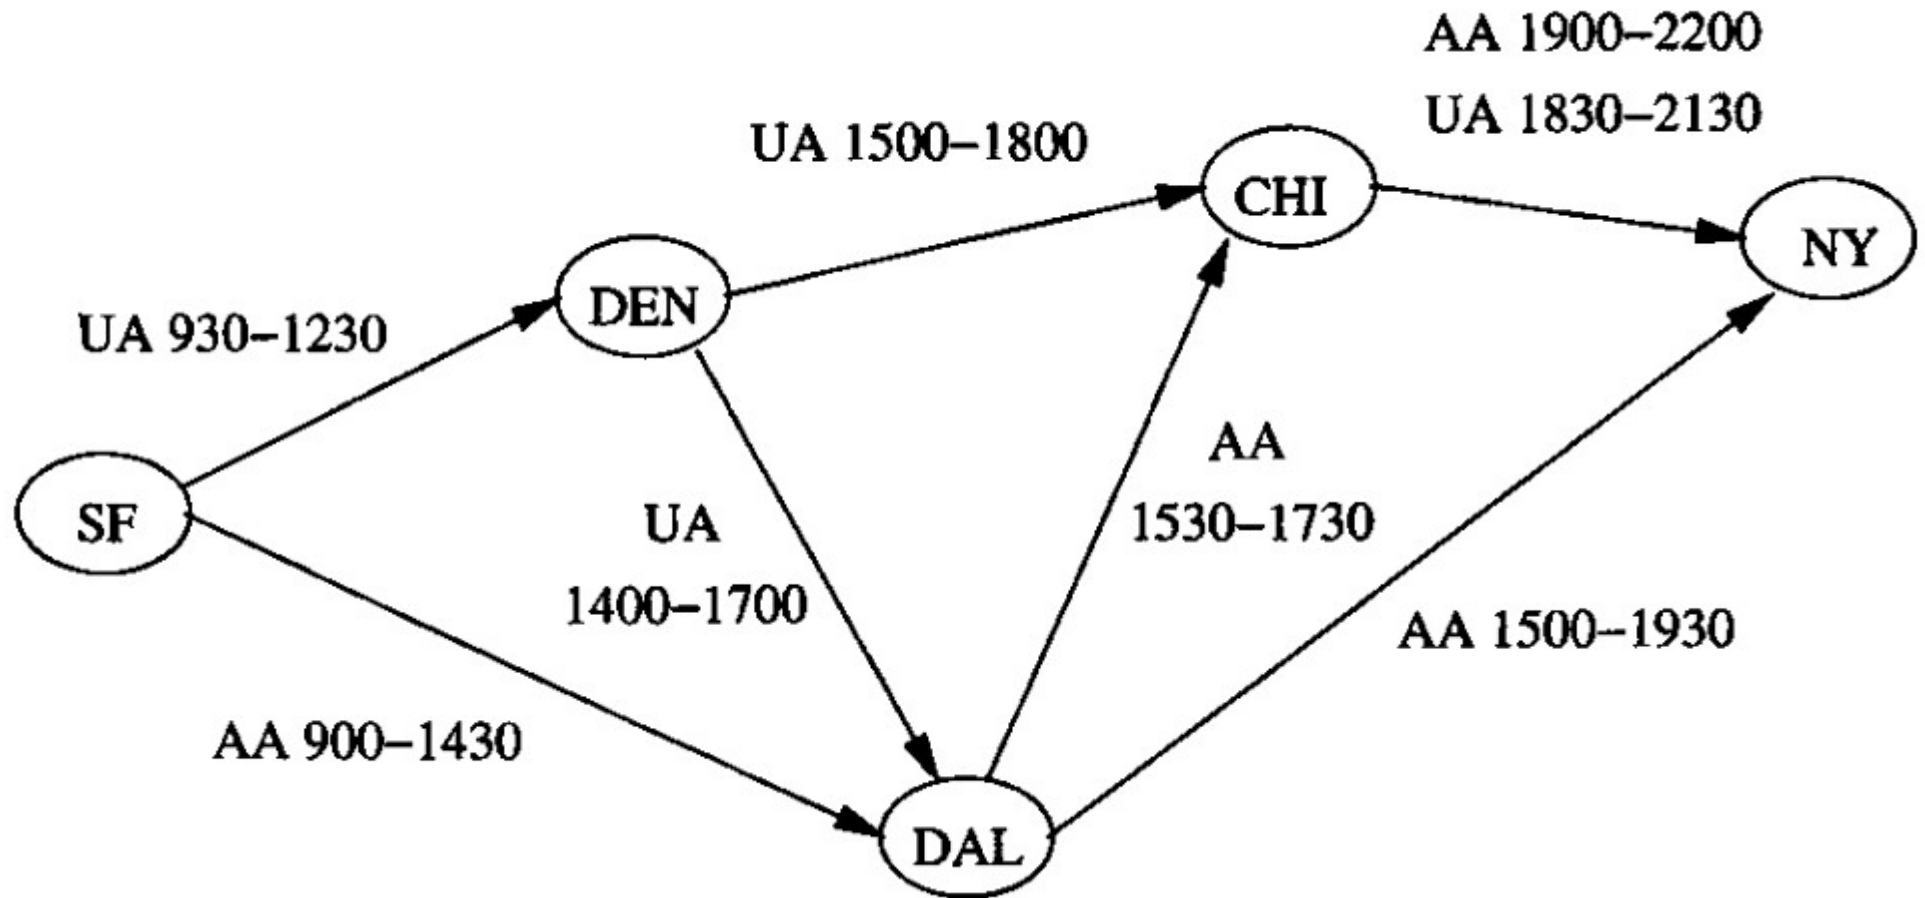 AA 1900–2200
UA 1830–2130
UA 1500–1800
CHI
NY
DEN
UA 930–1230
AA
1530–1730
SF
UA
1400–1700
AA 1500–1930
AA 900–1430
DAL